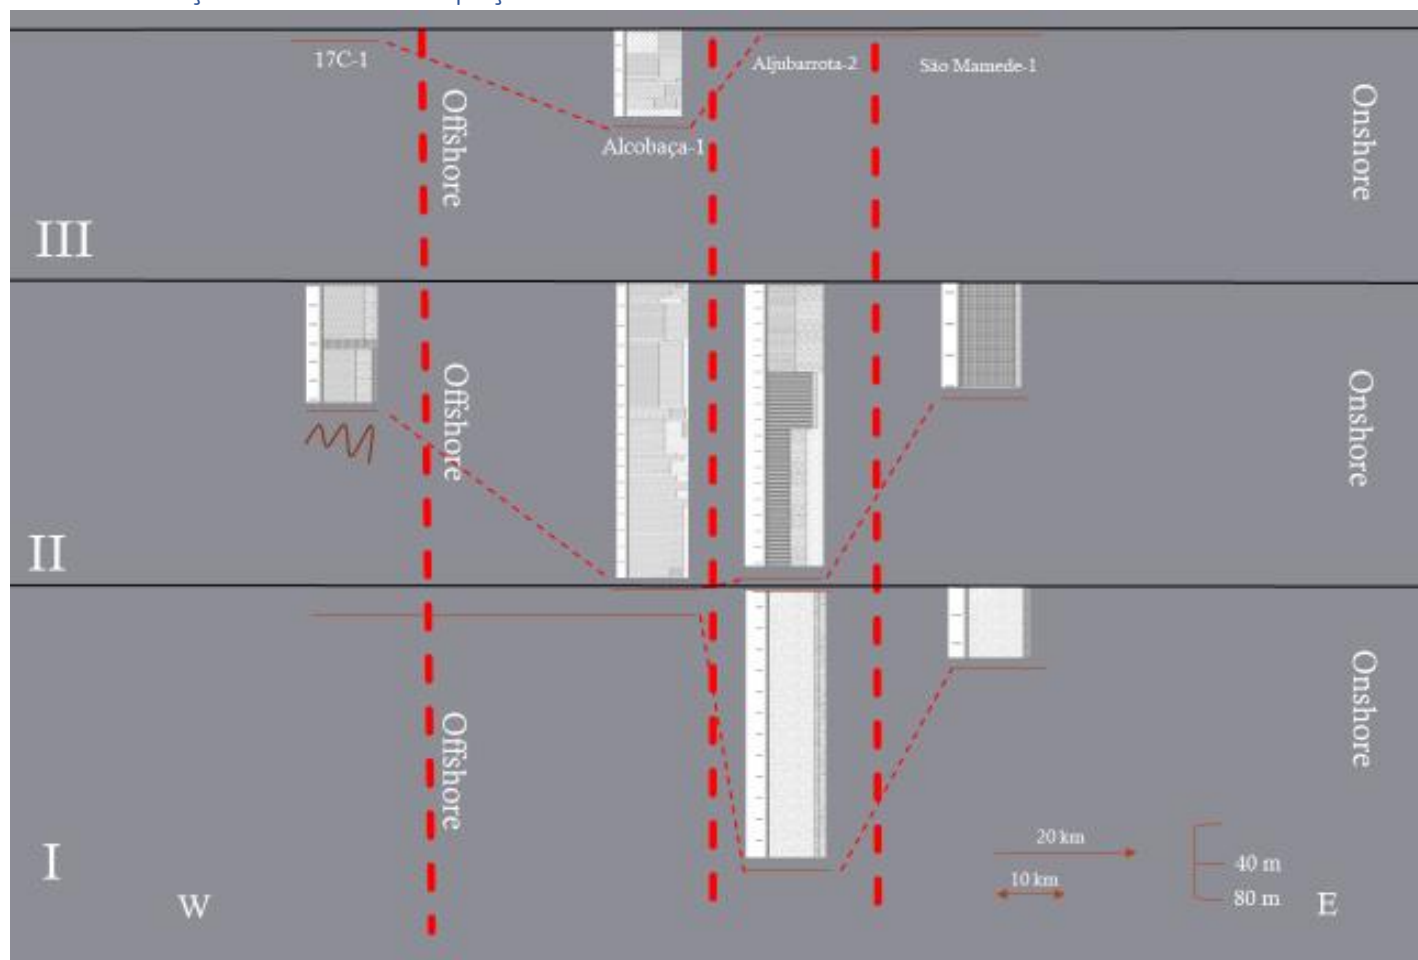 17C-1
Aljubarrota-2
São Mamede-1
Alcobaça-1
Offshore
Onshore
III
Offshore
Onshore
II
Offshore
Onshore
I
20 km
10 km
40 m
80 m
W
E